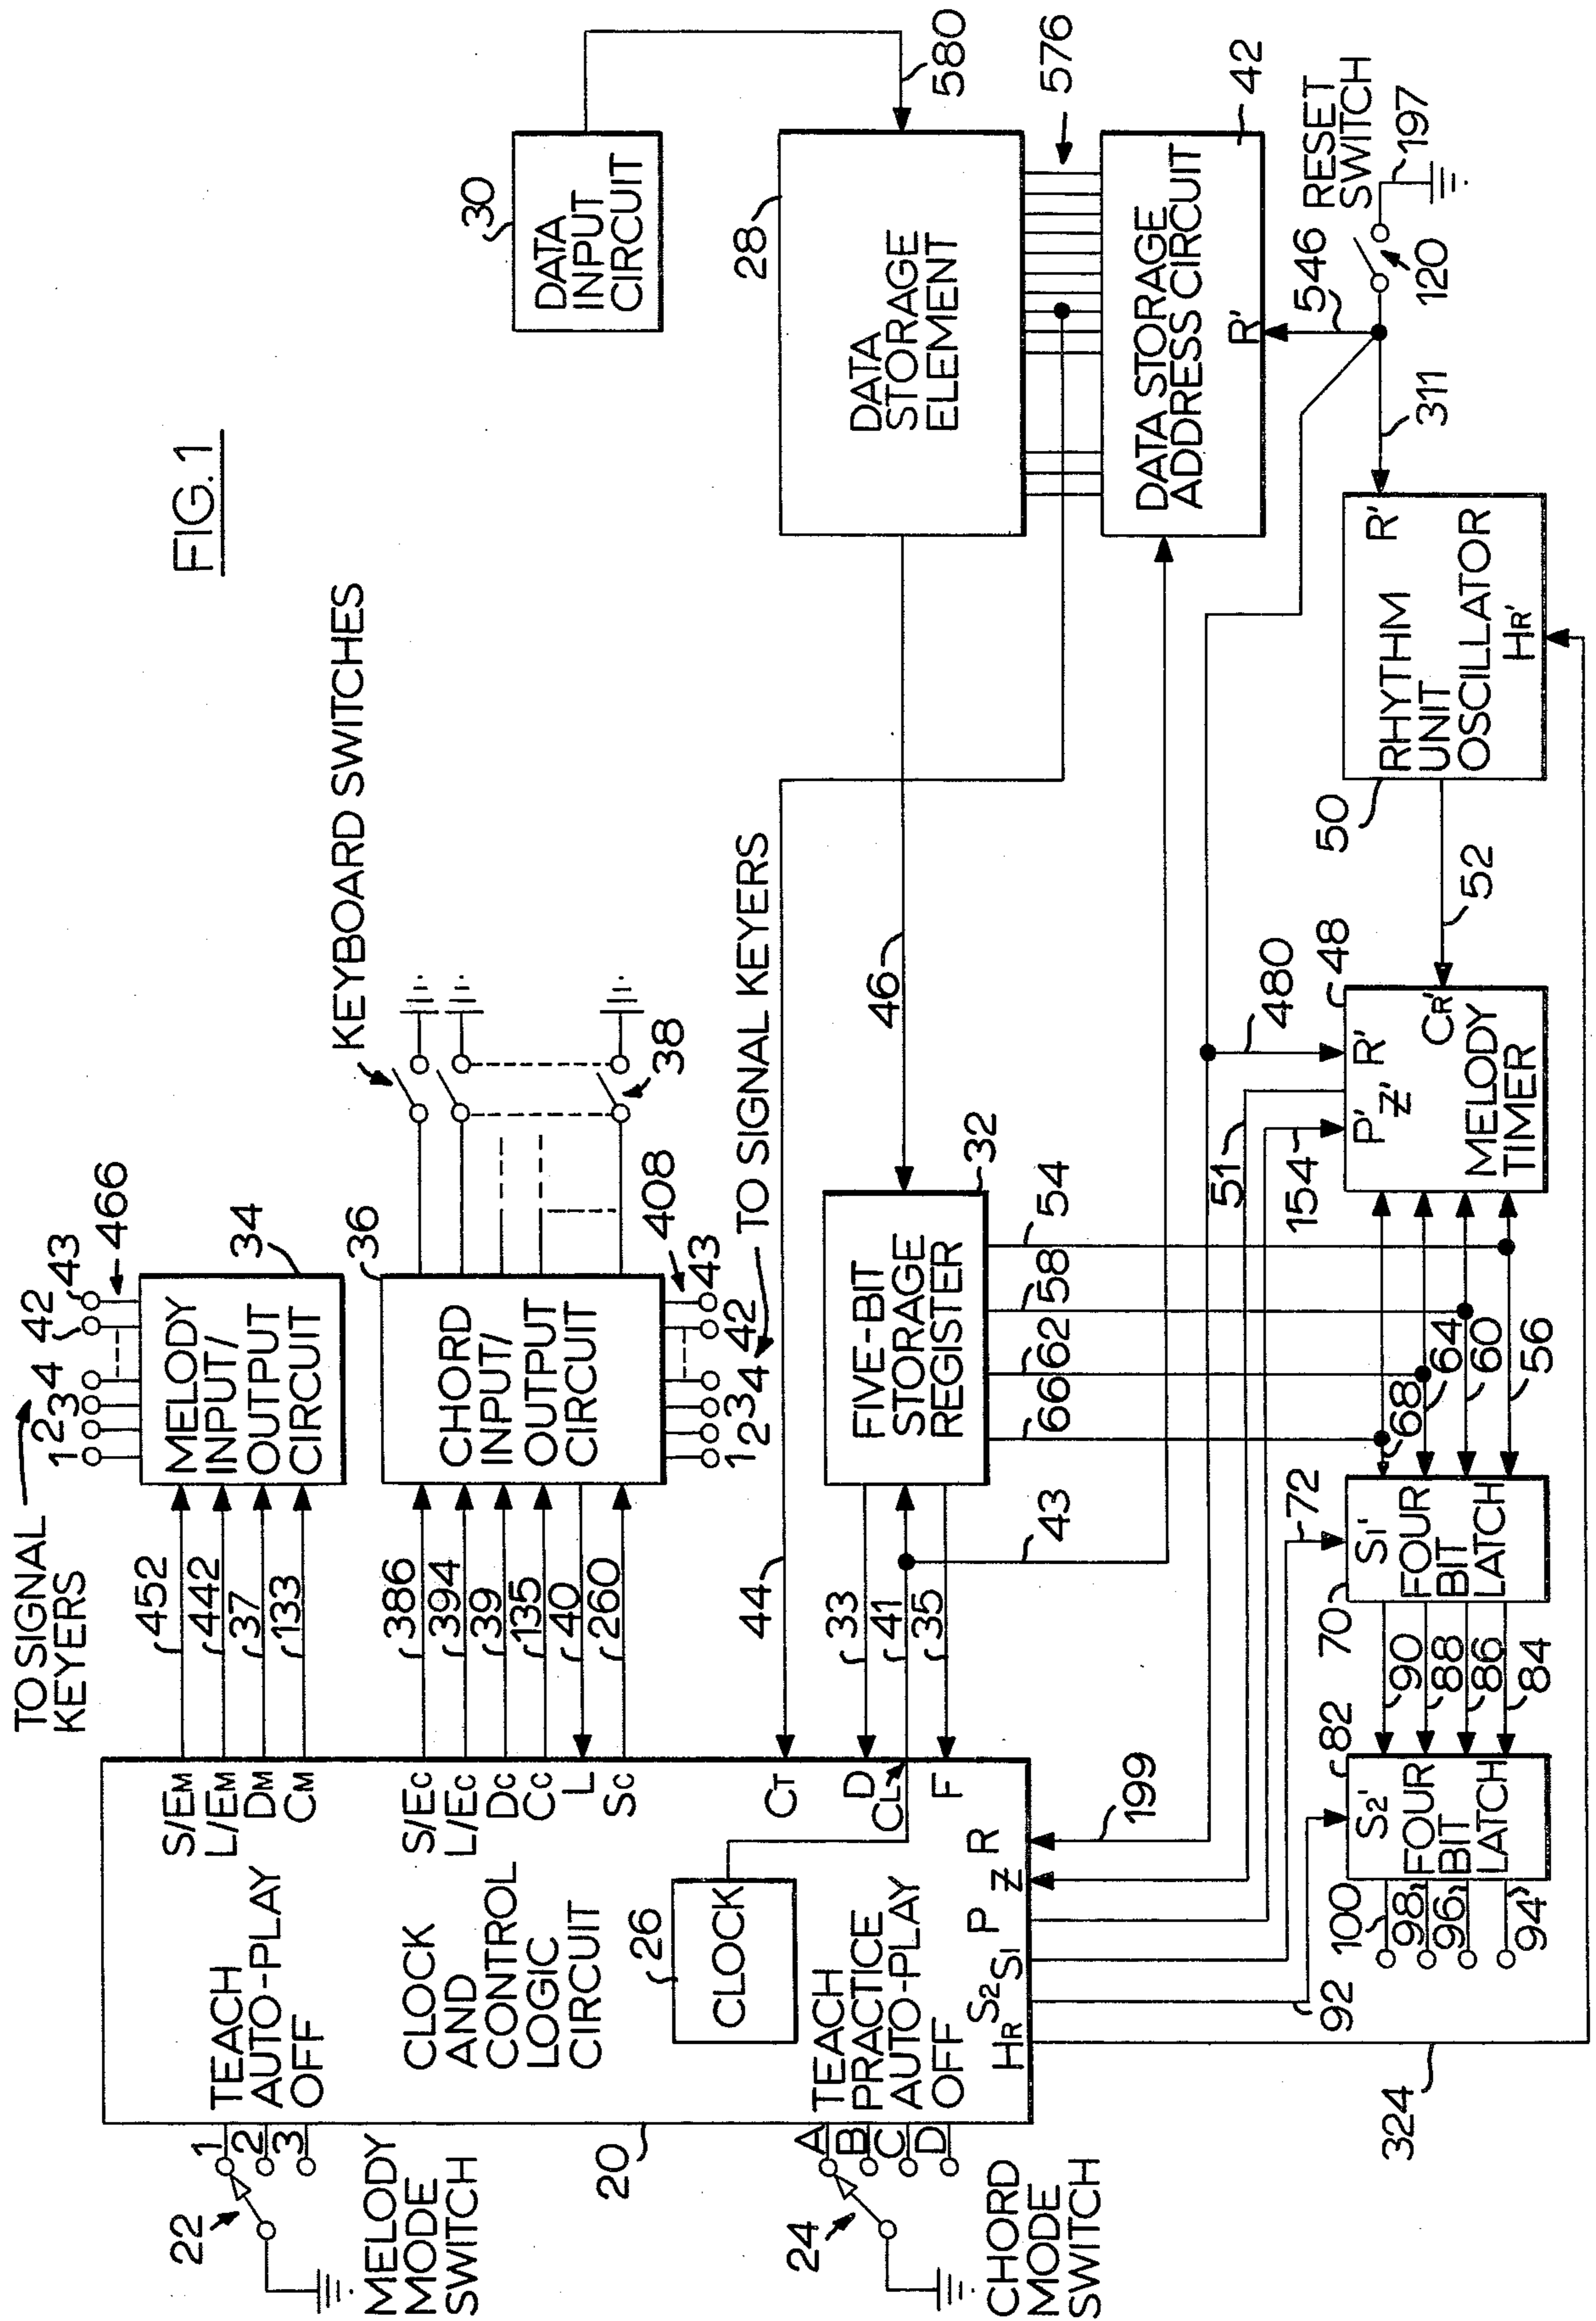 FIG. 1
TO SIGNAL
KEYERS
1 2 3 4 42 43
466
MELODY
INPUT/
OUTPUT
CIRCUIT
34
452
442
37
133
S/EM
L/EM
DM
CM
TEACH
AUTO-PLAY
OFF
1
2
3
22
MELODY
MODE
SWITCH
KEYBOARD SWITCHES
38
36
CHORD
INPUT/
OUTPUT
CIRCUIT
408
1 2 3 4 42 43
TO SIGNAL KEYERS
386
394
39
135
40
260
S/EC
L/EC
DC
CC
L
SC
CLOCK
AND
CONTROL
LOGIC
CIRCUIT
20
26
CLOCK
CT
D
CL
F
TEACH
PRACTICE
AUTO-PLAY
OFF
A
B
C
D
24
CHORD
MODE
SWITCH
R
Z
P
S1
S2
HR
30
DATA
INPUT
CIRCUIT
580
28
DATA
STORAGE
ELEMENT
576
DATA STORAGE
ADDRESS CIRCUIT
R'
42
RESET
SWITCH
197
120
546
311
44
46
32
FIVE-BIT
STORAGE
REGISTER
33
41
35
43
54
58
62
66
RHYTHM
UNIT
OSCILLATOR
R'
HR'
50
52
48
P'
Z'
R'
CR'
MELODY
TIMER
480
51
154
199
68
64
60
56
72
S1'
FOUR
BIT
LATCH
70
90
88
86
84
82
S2'
FOUR
BIT
LATCH
100
98
96
94
92
324